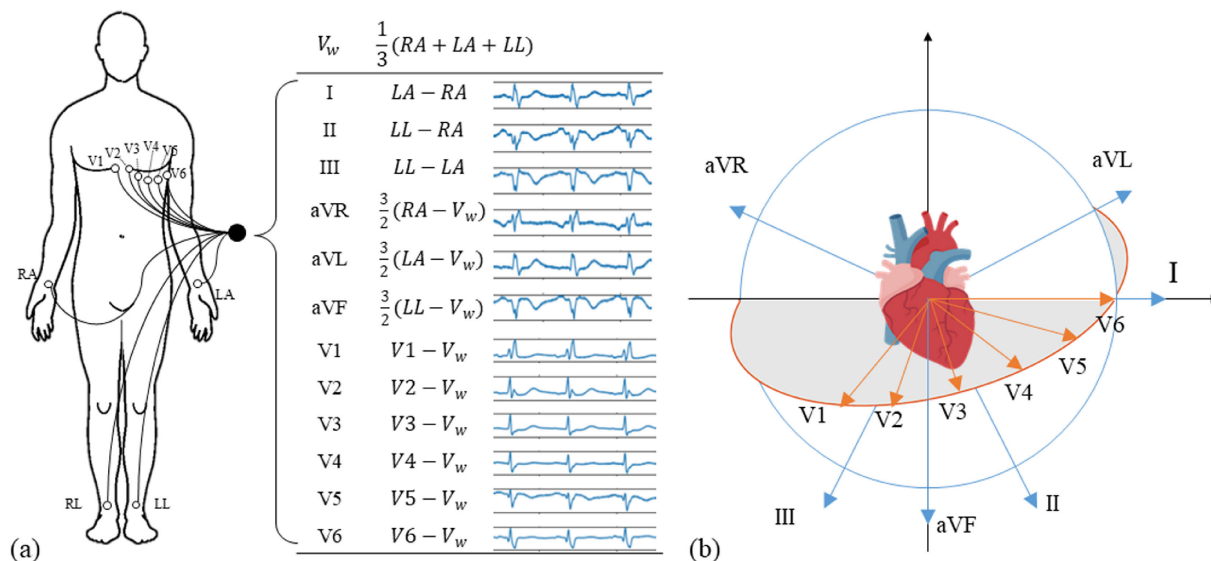 V_w 1/3 (RA + LA + LL)
I LA − RA
II LL − RA
III LL − LA
aVR 3/2 (RA − V_w)
aVL 3/2 (LA − V_w)
aVF 3/2 (LL − V_w)
V1 V1 − V_w
V2 V2 − V_w
V3 V3 − V_w
V4 V4 − V_w
V5 V5 − V_w
V6 V6 − V_w
V1 V2 V3 V4 V5
V6
RA
LA
RL LL
(a)
aVR
aVL
I
V6
V5
V4
V3
V2
V1
III
aVF
II
(b)